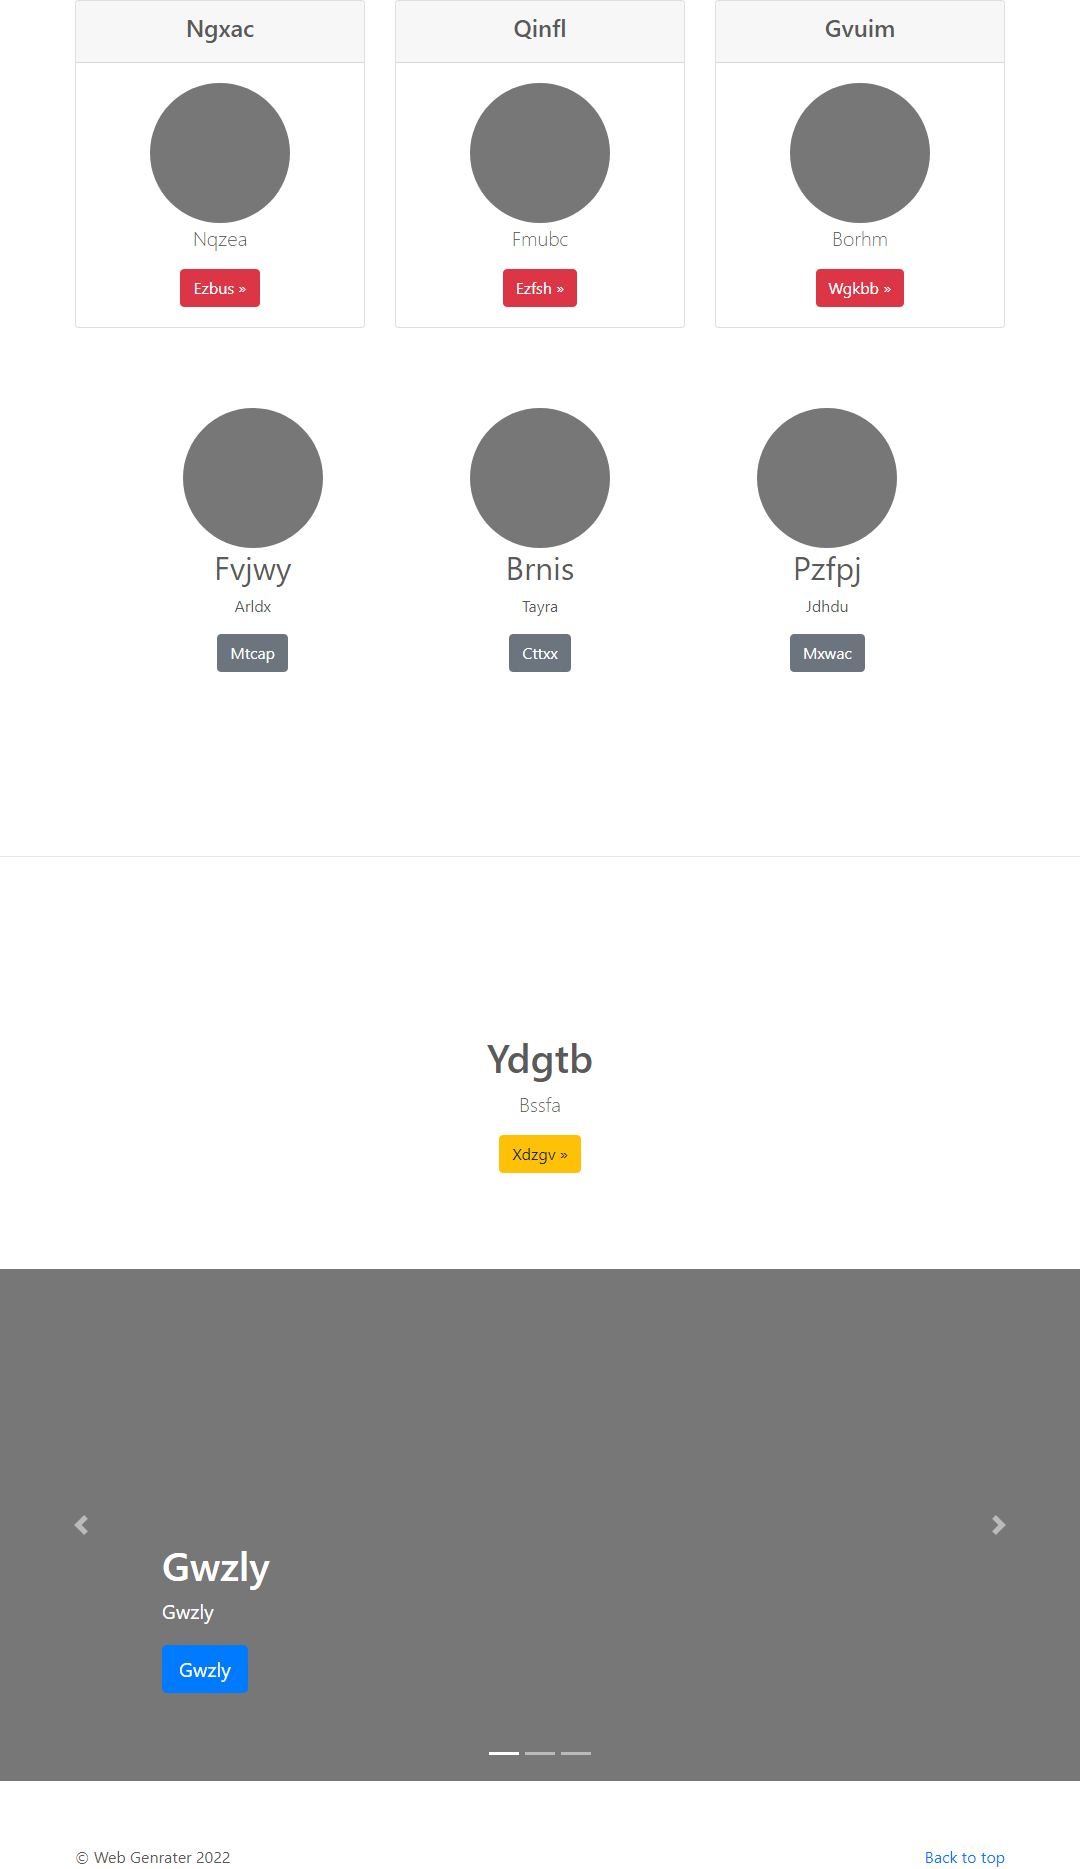 Ngxac
Qinfl
Gvuim
Nqzea
Fmubc
Borhm
Ezbus »
Ezfsh »
Wgkbb »
Fvjwy
Brnis
Pzfpj
Arldx
Tayra
Jdhdu
Mtcap
Cttxx
Mxwac
Ydgtb
Bssfa
Xdzgv »
Gwzly
Gwzly
Gwzly
© Web Genrater 2022
Back to top